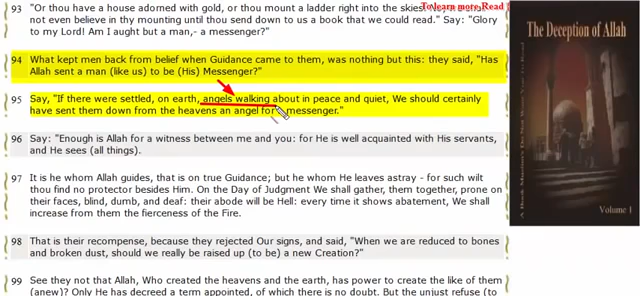 93 "Or thou have a house adorned with gold, or thou mount a ladder right into the skies
To learn more Read
not even believe in thy mounting until thou send down to us a book that we could read." Say: "Glory
to my Lord! Am I aught but a man,- a messenger?"
94 What kept men back from belief when Guidance came to them, was nothing but this: they said, "Has
Allah sent a man (like us) to be (His) Messenger?"
95 Say, "If there were settled, on earth, angels walking about in peace and quiet, We should certainly
have sent them down from the heavens an angel for messenger."
96 Say: "Enough is Allah for a witness between me and you: for He is well acquainted with His servants,
and He sees (all things).
97 It is he whom Allah guides, that is on true Guidance; but he whom He leaves astray - for such wilt
thou find no protector besides Him. On the Day of Judgment We shall gather, them together, prone on
their faces, blind, dumb, and deaf: their abode will be Hell: every time it shows abatement, We shall
increase from them the fierceness of the Fire.
98 That is their recompense, because they rejected Our signs, and said, "When we are reduced to bones
and broken dust, should we really be raised up (to be) a new Creation?"
99 See they not that Allah, Who created the heavens and the earth, has power to create the like of them
(anew)? Only He has decreed a term appointed, of which there is no doubt. But the unjust refuse (to
The Deception of Allah
Volume 1